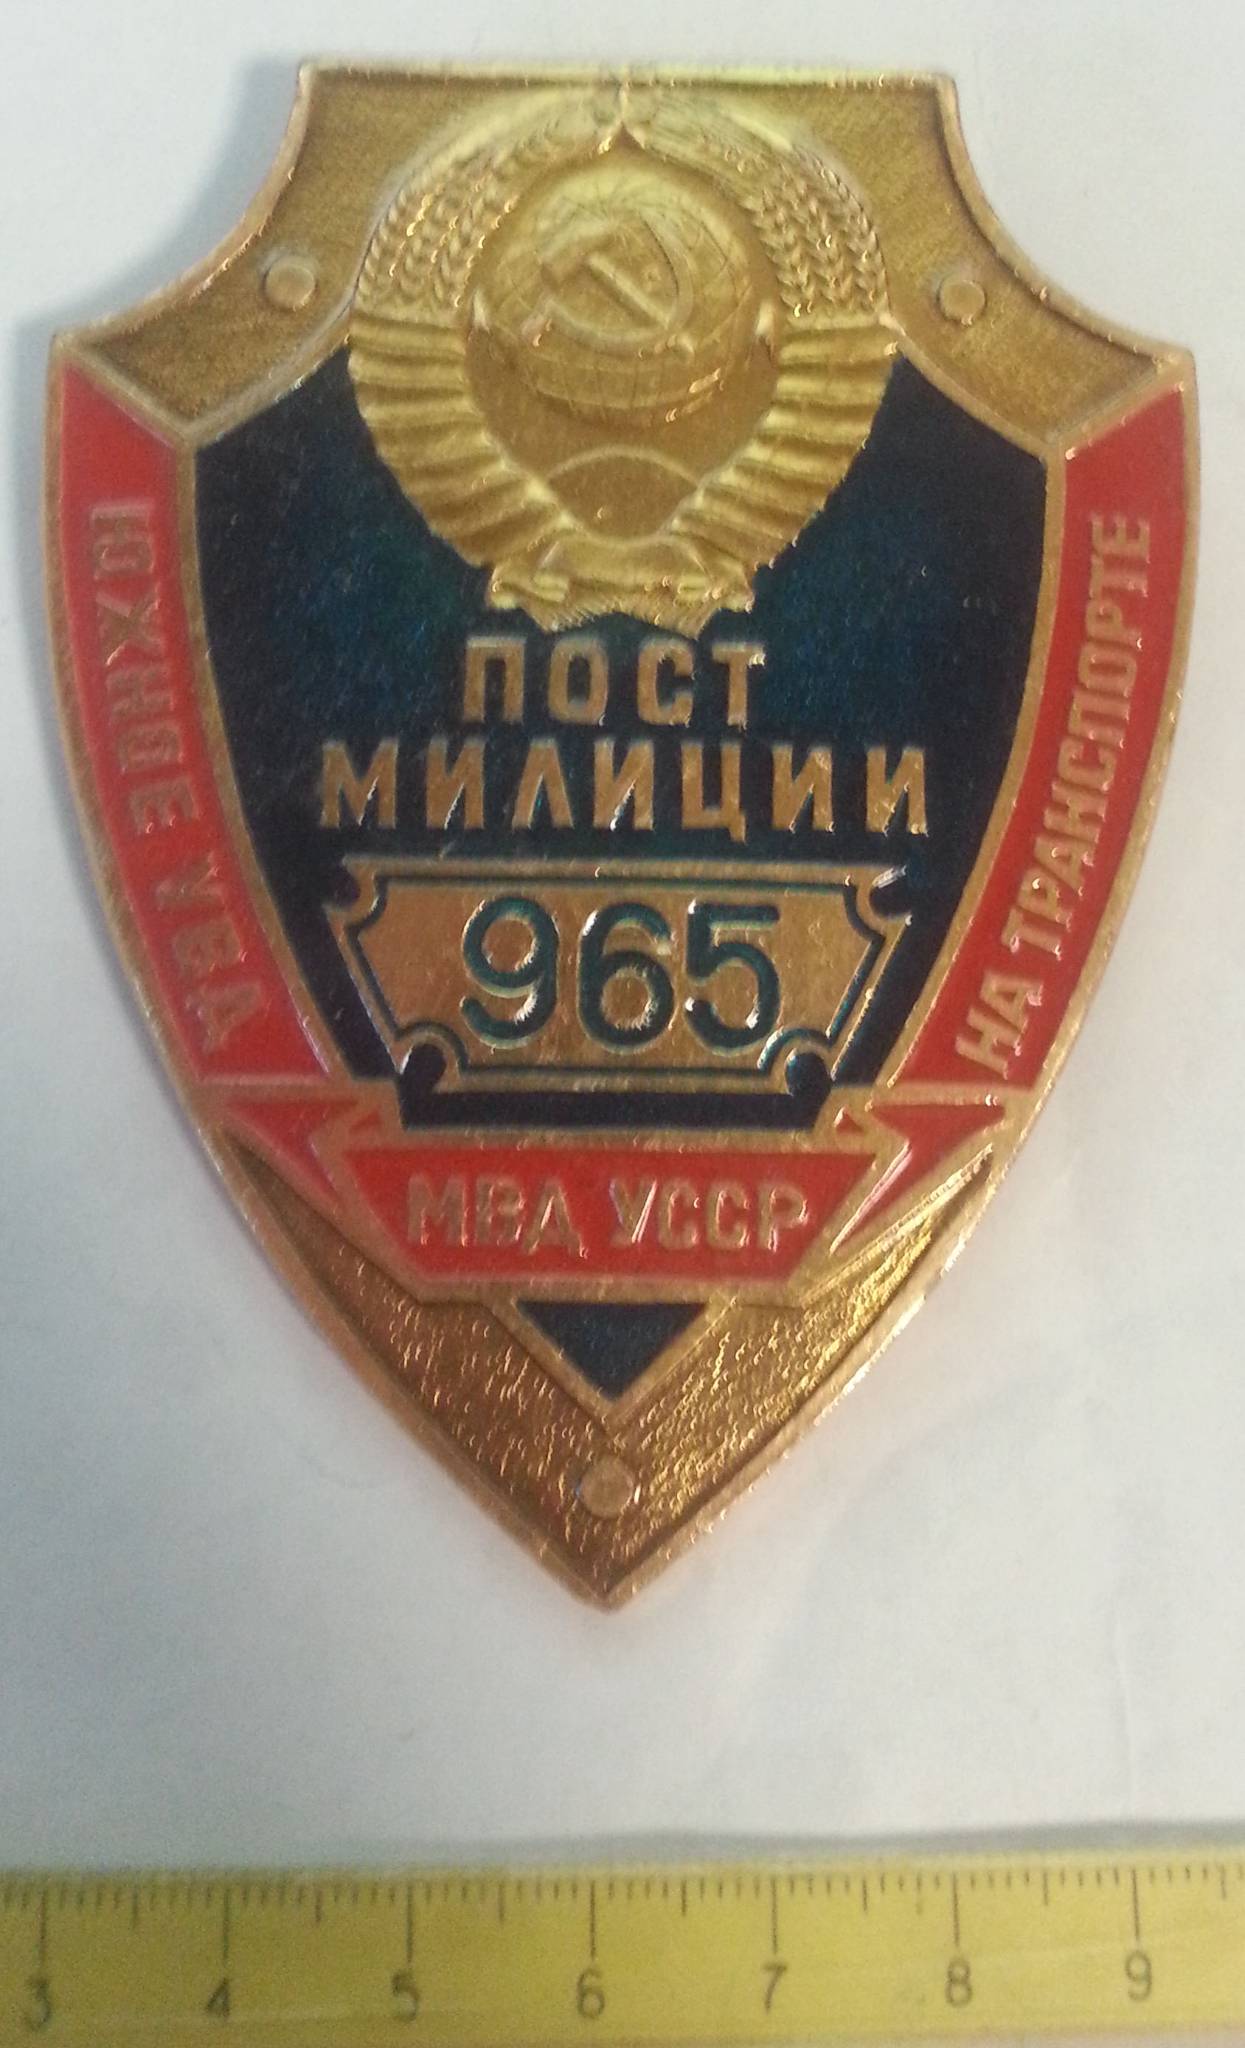 ПОСТ
МИЛИЦИИ
965
ЮЖНОЕ УВД
НА ТРАНСПОРТЕ
МВД УССР
3 4 5 6 7 8 9